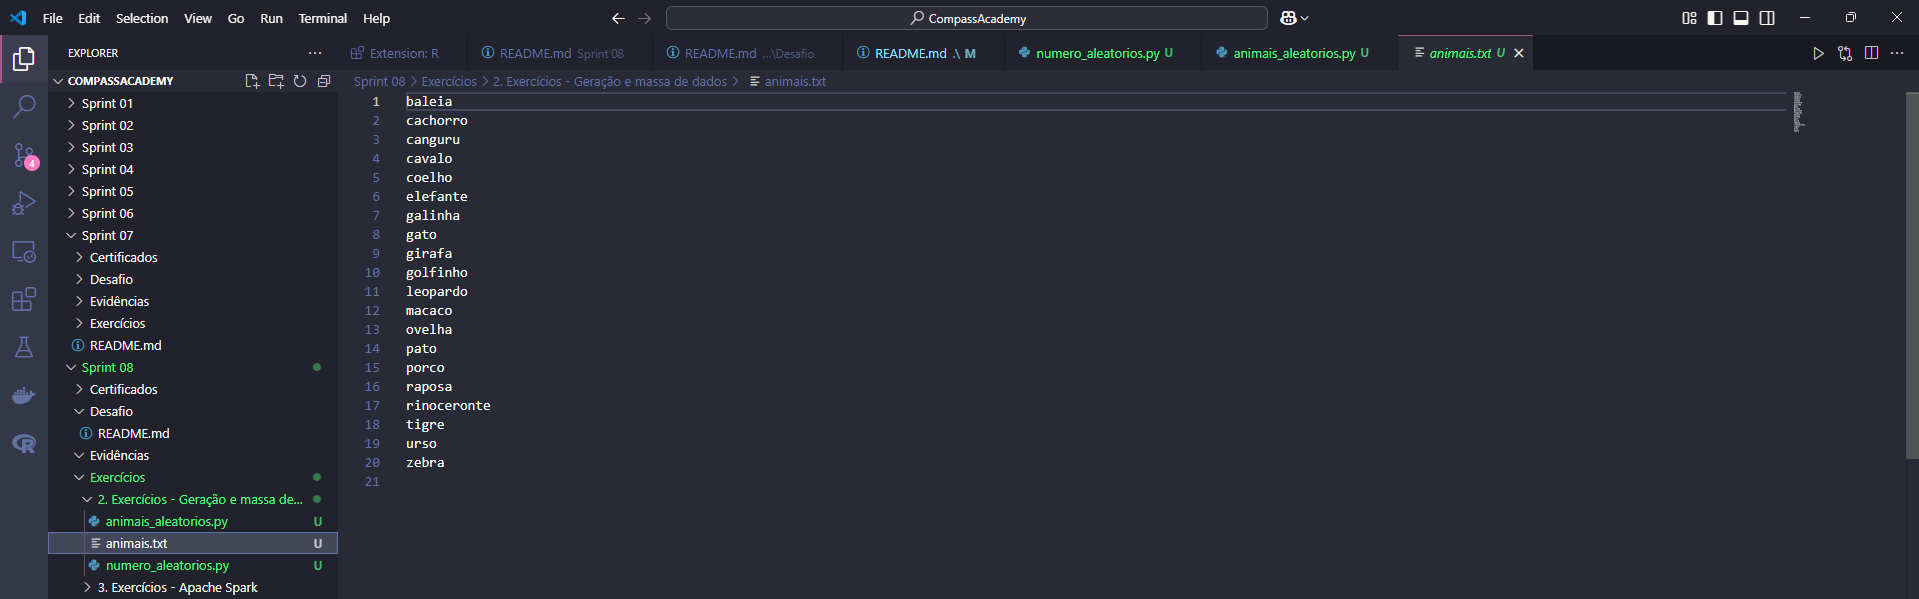 File Edit Selection View Go Run Terminal Help CompassAcademy
EXPLORER ...
Extension: R README.md Sprint 08 README.md ...\Desafio README.md .\ M numero_aleatorios.py U animais_aleatorios.py U animais.txt U
COMPASSACADEMY
Sprint 08 > Exercícios > 2. Exercícios - Geração e massa de dados > animais.txt
Sprint 01
Sprint 02
Sprint 03
Sprint 04
Sprint 05
Sprint 06
Sprint 07
Certificados
Desafio
Evidências
Exercícios
README.md
Sprint 08
Certificados
Desafio
README.md
Evidências
Exercícios
2. Exercícios - Geração e massa de...
animais_aleatorios.py U
animais.txt U
numero_aleatorios.py U
3. Exercícios - Apache Spark
4
1 baleia
2 cachorro
3 canguru
4 cavalo
5 coelho
6 elefante
7 galinha
8 gato
9 girafa
10 golfinho
11 leopardo
12 macaco
13 ovelha
14 pato
15 porco
16 raposa
17 rinoceronte
18 tigre
19 urso
20 zebra
21